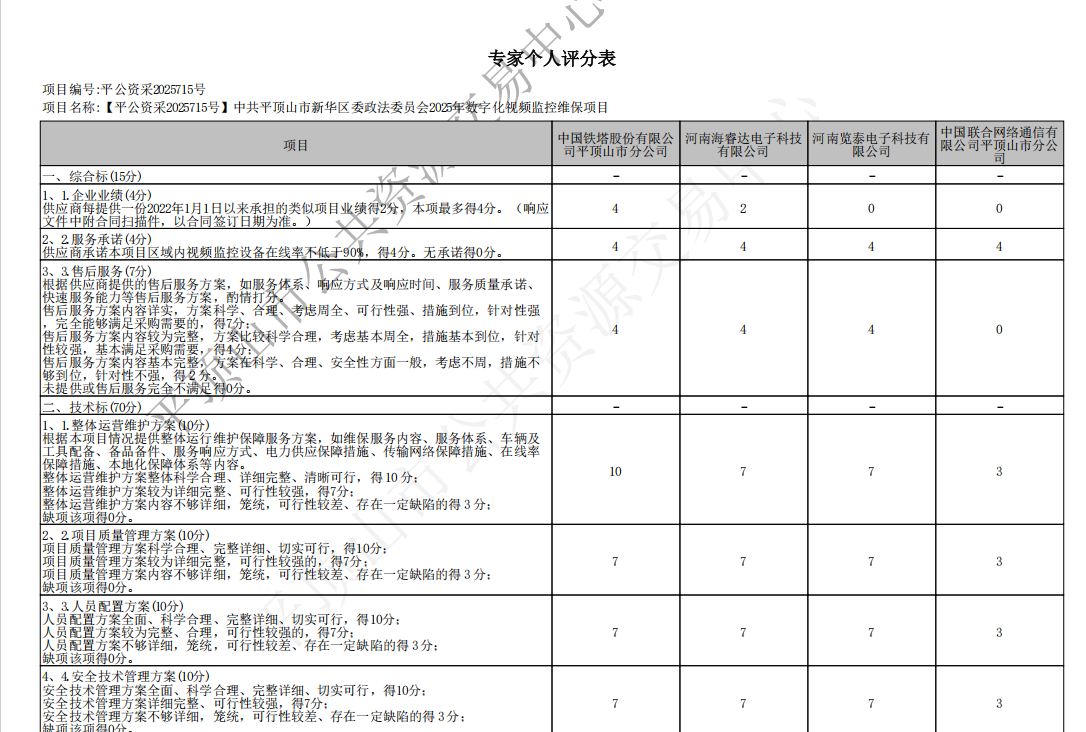 专家个人评分表
项目编号:平公资采2025715号
项目名称:【平公资采2025715号】中共平顶山市新华区委政法委员会2025年数字化视频监控维保项目
项目
中国铁塔股份有限公
司平顶山市分公司
河南海睿达电子科技
有限公司
河南览泰电子科技有
限公司
中国联合网络通信有
限公司平顶山市分公
司
一、综合标(15分)
－ － － －
1、1.企业业绩(4分)
供应商每提供一份2022年1月1日以来承担的类似项目业绩得2分，本项最多得4分。（响应
文件中附合同扫描件，以合同签订日期为准。）
4 2 0 0
2、2.服务承诺(4分)
供应商承诺本项目区域内视频监控设备在线率不低于90%，得4分。无承诺得0分。
4 4 4 4
3、3.售后服务(7分)
根据供应商提供的售后服务方案，如服务体系、响应方式及响应时间、服务质量承诺、
快速服务能力等售后服务方案，酌情打分。
售后服务方案内容详实，方案科学、合理、考虑周全、可行性强、措施到位，针对性强
，完全能够满足采购需要的，得7分；
售后服务方案内容较为完整，方案比较科学合理，考虑基本周全，措施基本到位，针对
性较强，基本满足采购需要，得4分；
售后服务方案内容基本完整，方案在科学、合理、安全性方面一般，考虑不周，措施不
够到位，针对性不强，得２分。
未提供或售后服务完全不满足得0分。
4 4 4 0
二、技术标(70分)
－ － － －
1、1.整体运营维护方案(10分)
根据本项目情况提供整体运行维护保障服务方案，如维保服务内容、服务体系、车辆及
工具配备、备品备件、服务响应方式、电力供应保障措施、传输网络保障措施、在线率
保障措施、本地化保障体系等内容。
整体运营维护方案整体科学合理、详细完整、清晰可行，得10分；
整体运营维护方案较为详细完整、可行性较强，得7分；
整体运营维护方案内容不够详细，笼统，可行性较差、存在一定缺陷的得３分；
缺项该项得0分。
10 7 7 3
2、2.项目质量管理方案(10分)
项目质量管理方案科学合理、完整详细、切实可行，得10分；
项目质量管理方案较为详细完整，可行性较强的，得7分；
项目质量管理方案内容不够详细，笼统，可行性较差、存在一定缺陷的得３分；
缺项该项得0分。
7 7 7 3
3、3.人员配置方案(10分)
人员配置方案全面、科学合理、完整详细、切实可行，得10分；
人员配置方案较为完整、合理，可行性较强的，得7分；
人员配置方案不够详细，笼统，可行性较差、存在一定缺陷的得３分；
缺项该项得0分。
7 7 7 3
4、4.安全技术管理方案(10分)
安全技术管理方案全面、科学合理、完整详细、切实可行，得10分；
安全技术管理方案详细完整、可行性较强，得7分；
安全技术管理方案不够详细，笼统，可行性较差、存在一定缺陷的得３分；
缺项该项得0分。
7 7 7 3
平顶山市公共资源交易中心
平顶山市公共资源交易中心